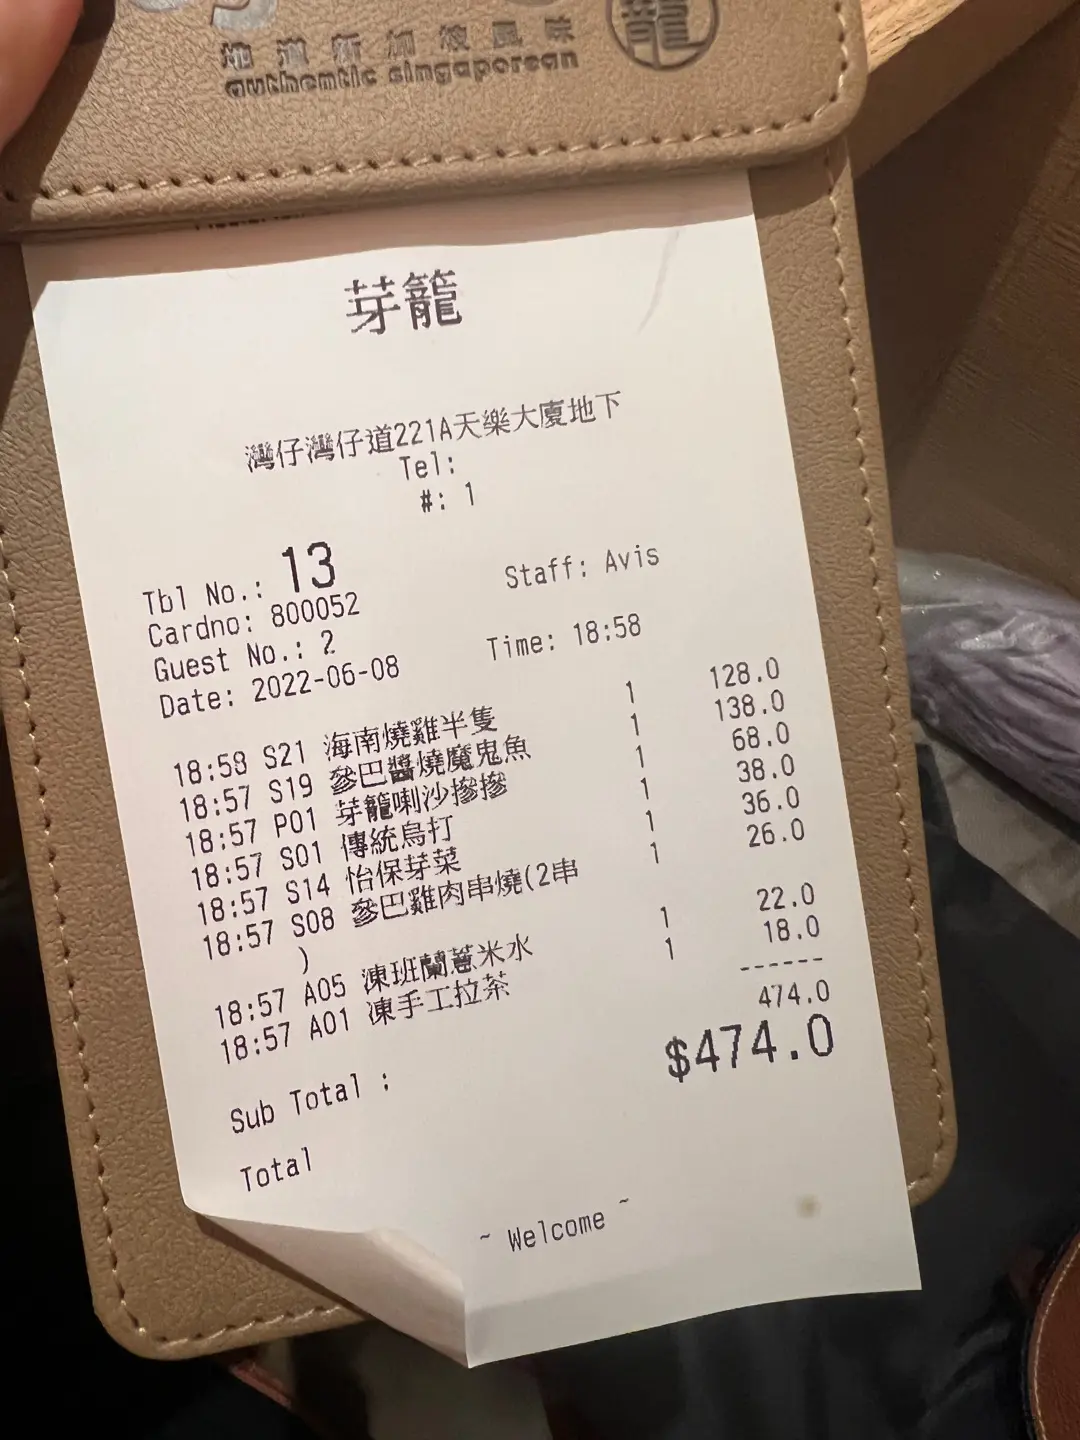 地道新加坡風味
authentic singaporean
龍
芽籠
灣仔灣仔道221A天樂大廈地下
Tel:
#: 1
Tbl No.: 13
Cardno: 800052 Staff: Avis
Guest No.: 2
Date: 2022-06-08 Time: 18:58
18:58 S21 海南燒雞半隻 1 128.0
18:57 S19 參巴醬燒魔鬼魚 1 138.0
18:57 P01 芽籠喇沙摻摻 1 68.0
18:57 S01 傳統烏打 1 38.0
18:57 S14 怡保芽菜 1 36.0
18:57 S08 參巴雞肉串燒(2串 1 26.0
)
18:57 A05 凍班蘭薏米水 1 22.0
18:57 A01 凍手工拉茶 1 18.0
------
Sub Total : 474.0
Total $474.0
~ Welcome ~